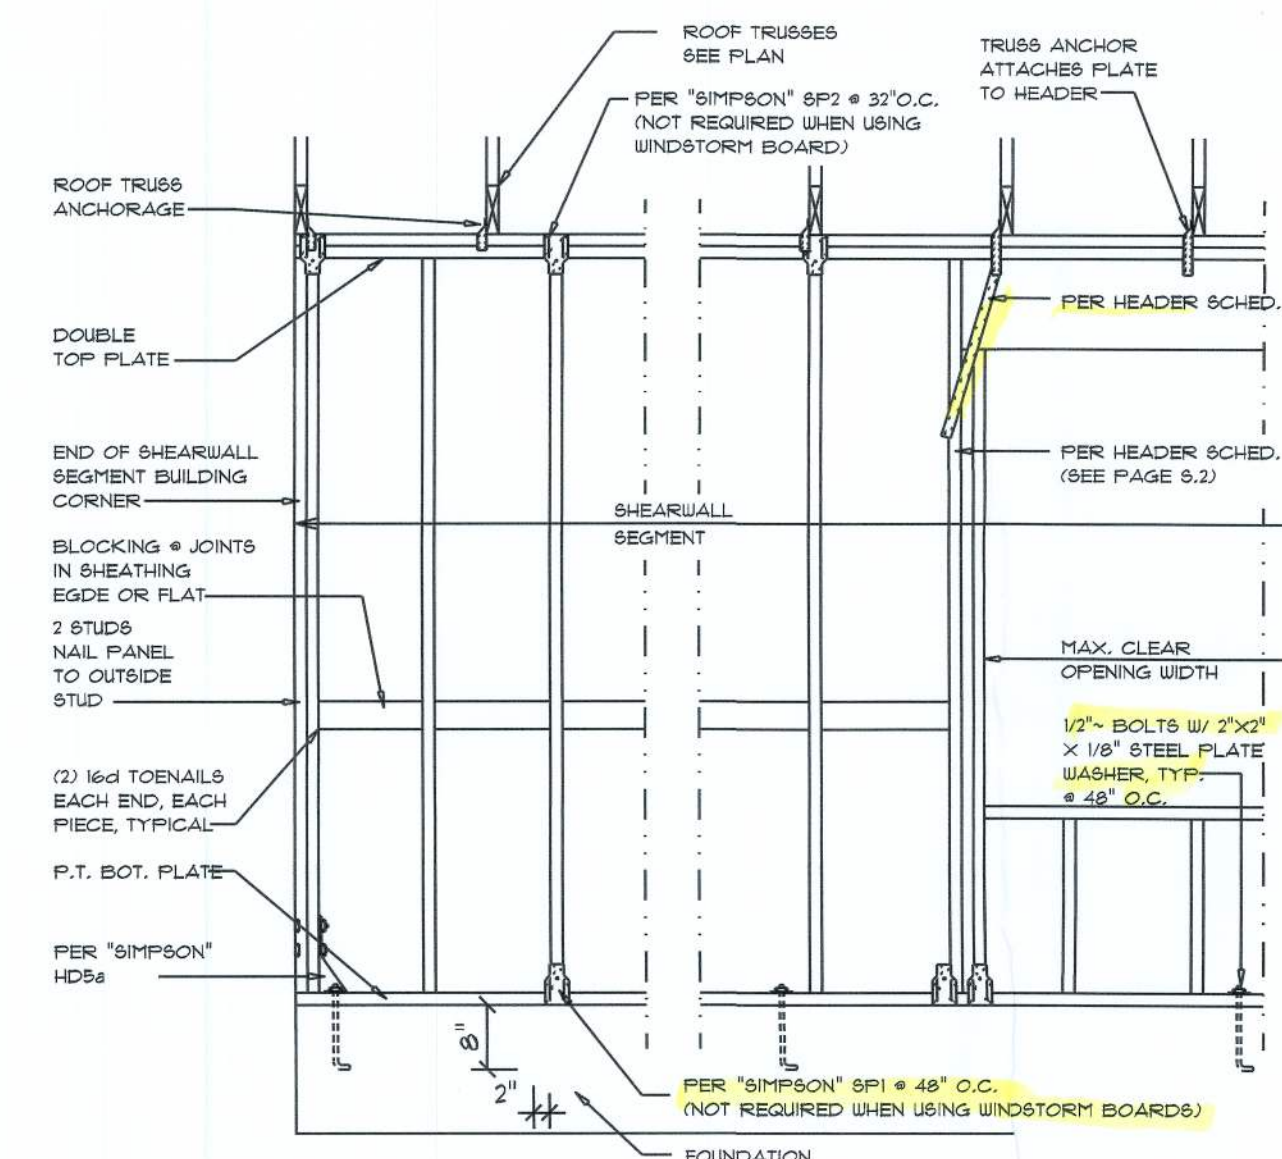 ROOF TRUSSES
SEE PLAN
TRUSS ANCHOR
ATTACHES PLATE
TO HEADER
PER "SIMPSON" SP2 @ 32"O.C.
(NOT REQUIRED WHEN USING
WINDSTORM BOARD)
ROOF TRUSS
ANCHORAGE
PER HEADER SCHED.
DOUBLE
TOP PLATE
END OF SHEARWALL
SEGMENT BUILDING
CORNER
PER HEADER SCHED.
(SEE PAGE S.2)
SHEARWALL
SEGMENT
BLOCKING @ JOINTS
IN SHEATHING
EGDE OR FLAT
2 STUDS
NAIL PANEL
TO OUTSIDE
STUD
MAX. CLEAR
OPENING WIDTH
1/2"~ BOLTS W/ 2"X2"
X 1/8" STEEL PLATE
WASHER, TYP.
@ 48" O.C.
(2) 16d TOENAILS
EACH END, EACH
PIECE, TYPICAL
P.T. BOT. PLATE
PER "SIMPSON"
HD5a
8"
2"
PER "SIMPSON" SP1 @ 48" O.C.
(NOT REQUIRED WHEN USING WINDSTORM BOARDS)
FOUNDATION